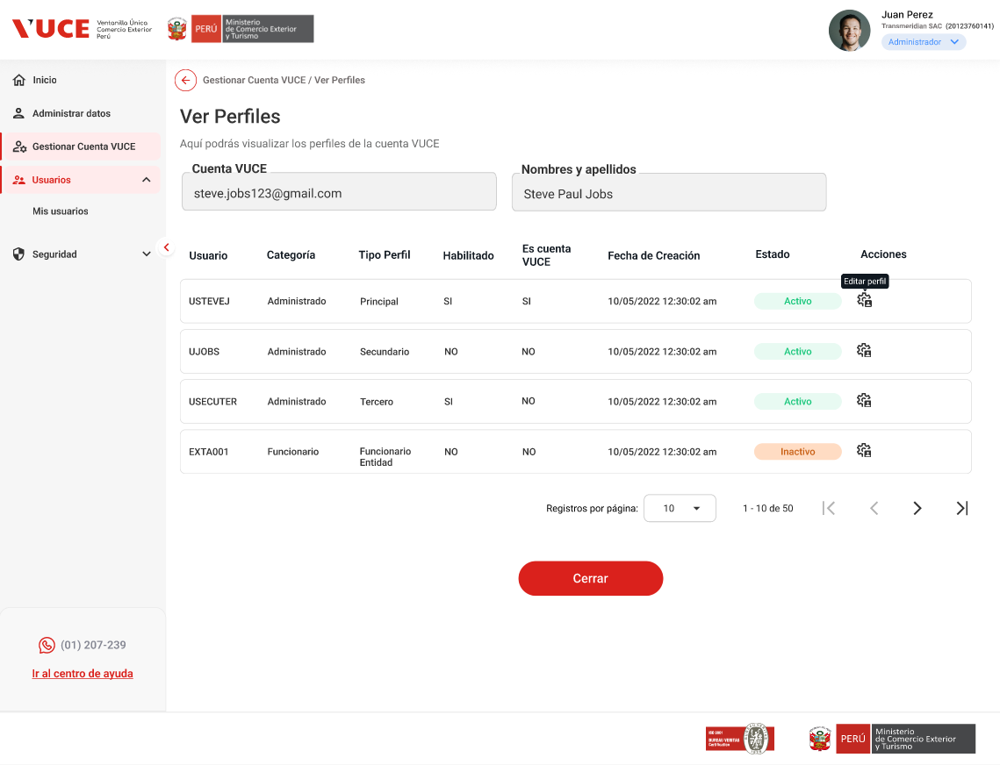 VUCE
Ventanilla Única
Comercio Exterior
Perú
PERÚ
Ministerio
de Comercio Exterior
y Turismo
Juan Perez
Transmeridian SAC (20123760141)
Administrador
Inicio
Administrar datos
Gestionar Cuenta VUCE
Usuarios
Mis usuarios
Seguridad
Gestionar Cuenta VUCE / Ver Perfiles
Ver Perfiles
Aquí podrás visualizar los perfiles de la cuenta VUCE
Cuenta VUCE
steve.jobs123@gmail.com
Nombres y apellidos
Steve Paul Jobs
Usuario Categoría Tipo Perfil Habilitado Es cuenta VUCE Fecha de Creación Estado Acciones
Editar perfil
USTEVEJ Administrado Principal SI SI 10/05/2022 12:30:02 am Activo
UJOBS Administrado Secundario NO NO 10/05/2022 12:30:02 am Activo
USECUTER Administrado Tercero SI NO 10/05/2022 12:30:02 am Activo
EXTA001 Funcionario Funcionario Entidad NO NO 10/05/2022 12:30:02 am Inactivo
Registros por página: 10 1 - 10 de 50
Cerrar
(01) 207-239
Ir al centro de ayuda
ISO 9001
BUREAU VERITAS
Certification
PERÚ
Ministerio
de Comercio Exterior
y Turismo